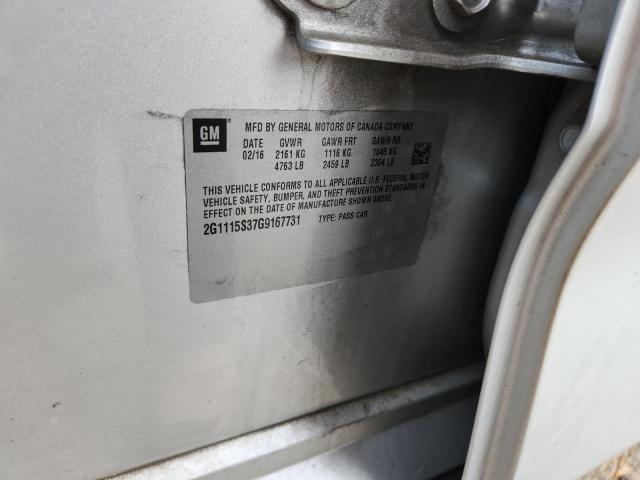 GM
MFD BY GENERAL MOTORS OF CANADA COMPANY
DATE GVWR GAWR FRT GAWR RR
02/16 2161 KG 1116 KG 1045 KG
4763 LB 2459 LB 2304 LB
THIS VEHICLE CONFORMS TO ALL APPLICABLE U.S. FEDERAL MOTOR
VEHICLE SAFETY, BUMPER, AND THEFT PREVENTION STANDARDS IN
EFFECT ON THE DATE OF MANUFACTURE SHOWN ABOVE.
2G1115S37G9167731 TYPE: PASS CAR